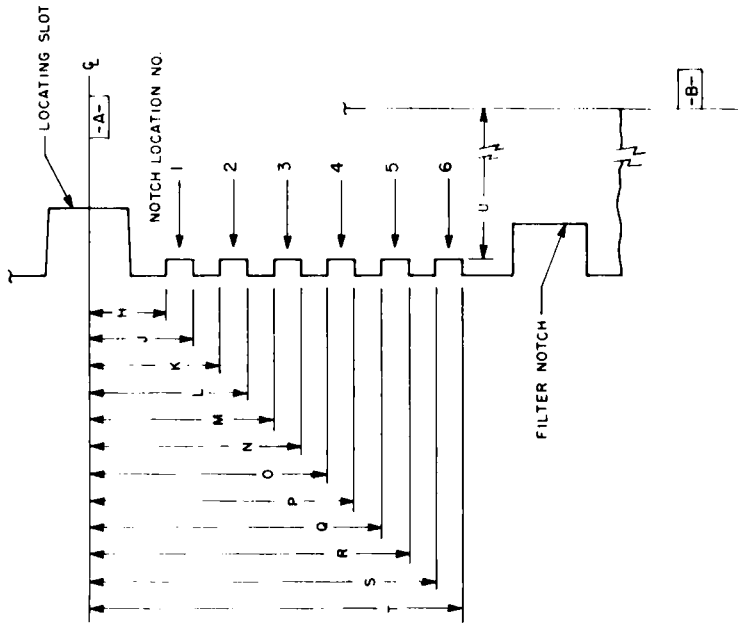 LOCATING SLOT
℄
-A-
NOTCH LOCATION NO.
1
2
3
4
5
6
H
J
K
L
M
N
O
P
Q
R
S
T
U
-B-
FILTER NOTCH